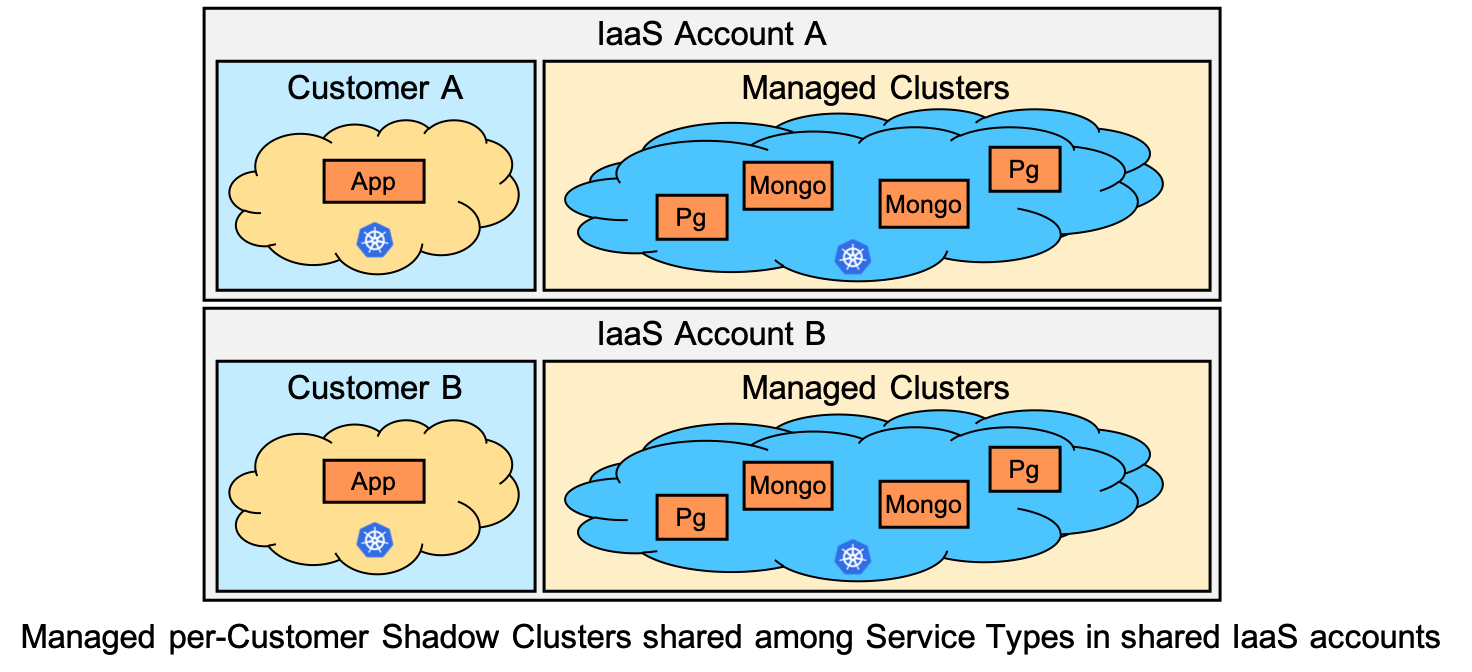 IaaS Account A
Customer A
Managed Clusters
App
Pg
Mongo
Mongo
Pg
IaaS Account B
Customer B
Managed Clusters
App
Pg
Mongo
Mongo
Pg
Managed per-Customer Shadow Clusters shared among Service Types in shared IaaS accounts